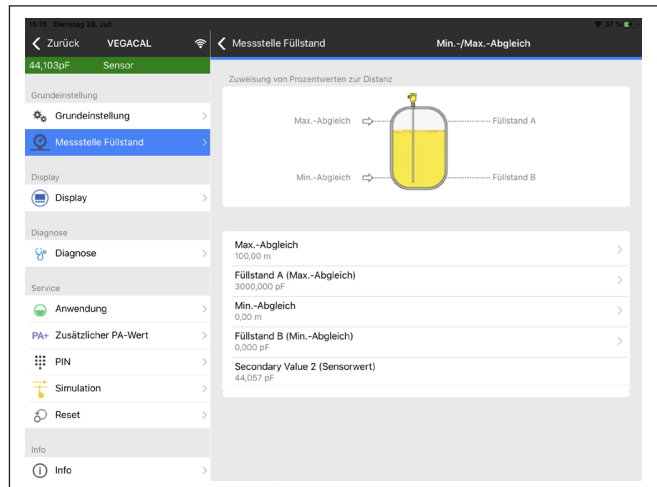 15:15 Dienstag 28. Juli
37 %
Zurück VEGACAL
Messstelle Füllstand
Min.-/Max.-Abgleich
44,103pF Sensor
Grundeinstellung
Grundeinstellung
Messstelle Füllstand
Display
Display
Diagnose
Diagnose
Service
Anwendung
PA+ Zusätzlicher PA-Wert
PIN
Simulation
Reset
Info
Info
Zuweisung von Prozentwerten zur Distanz
Max.-Abgleich
Füllstand A
Min.-Abgleich
Füllstand B
Max.-Abgleich
100,00 m
Füllstand A (Max.-Abgleich)
3000,000 pF
Min.-Abgleich
0,00 m
Füllstand B (Min.-Abgleich)
0,000 pF
Secondary Value 2 (Sensorwert)
44,057 pF